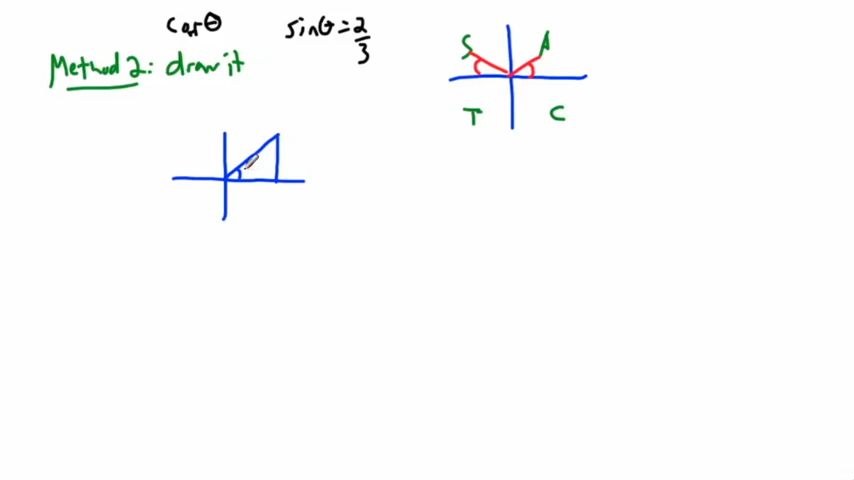 cosθ sinθ = 2/3
Method 2: draw it
S A
T C